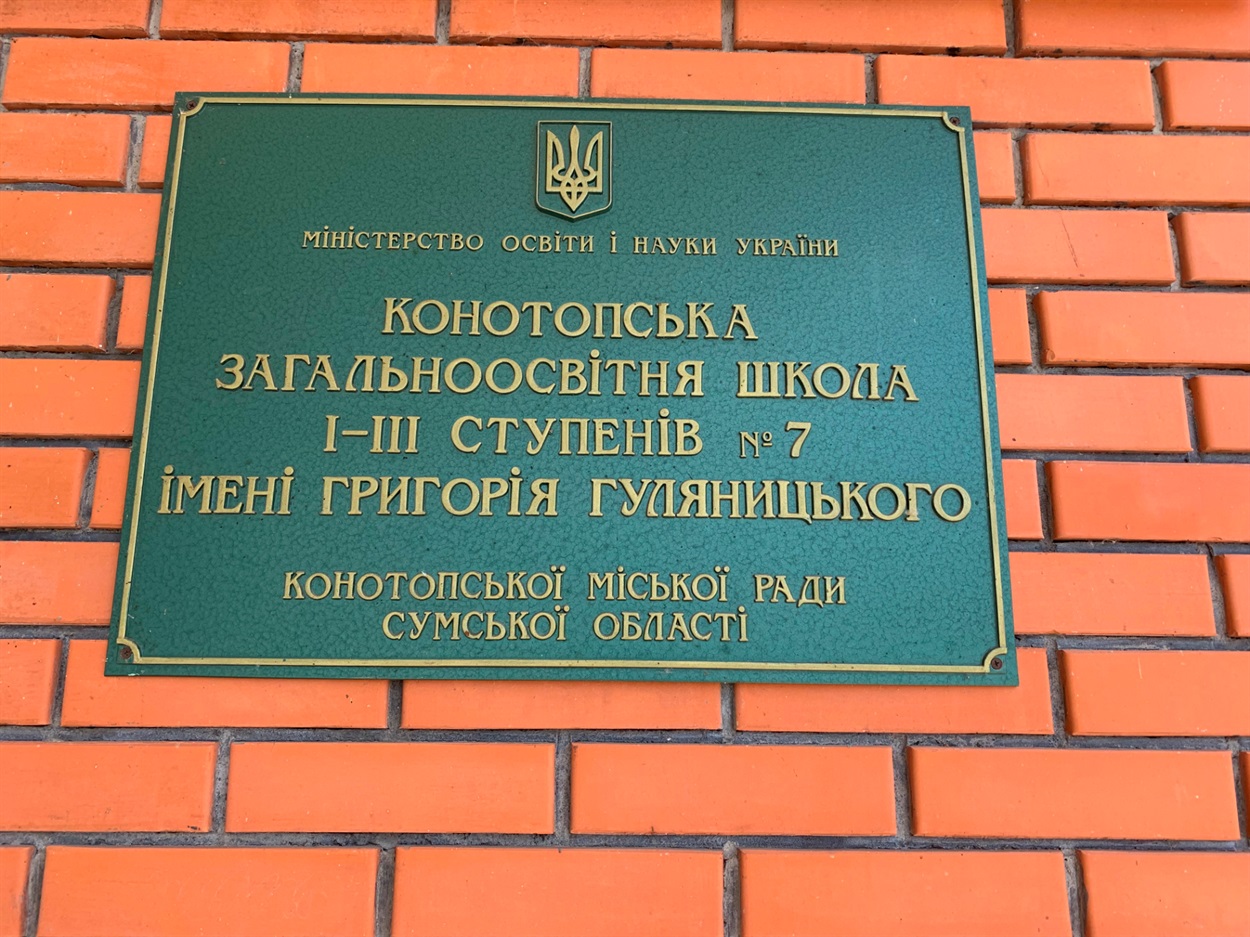 МІНІСТЕРСТВО ОСВІТИ І НАУКИ УКРАЇНИ
КОНОТОПСЬКА
ЗАГАЛЬНООСВІТНЯ ШКОЛА
І–ІІІ СТУПЕНІВ № 7
ІМЕНІ ГРИГОРІЯ ГУЛЯНИЦЬКОГО
КОНОТОПСЬКОЇ МІСЬКОЇ РАДИ
СУМСЬКОЇ ОБЛАСТІ